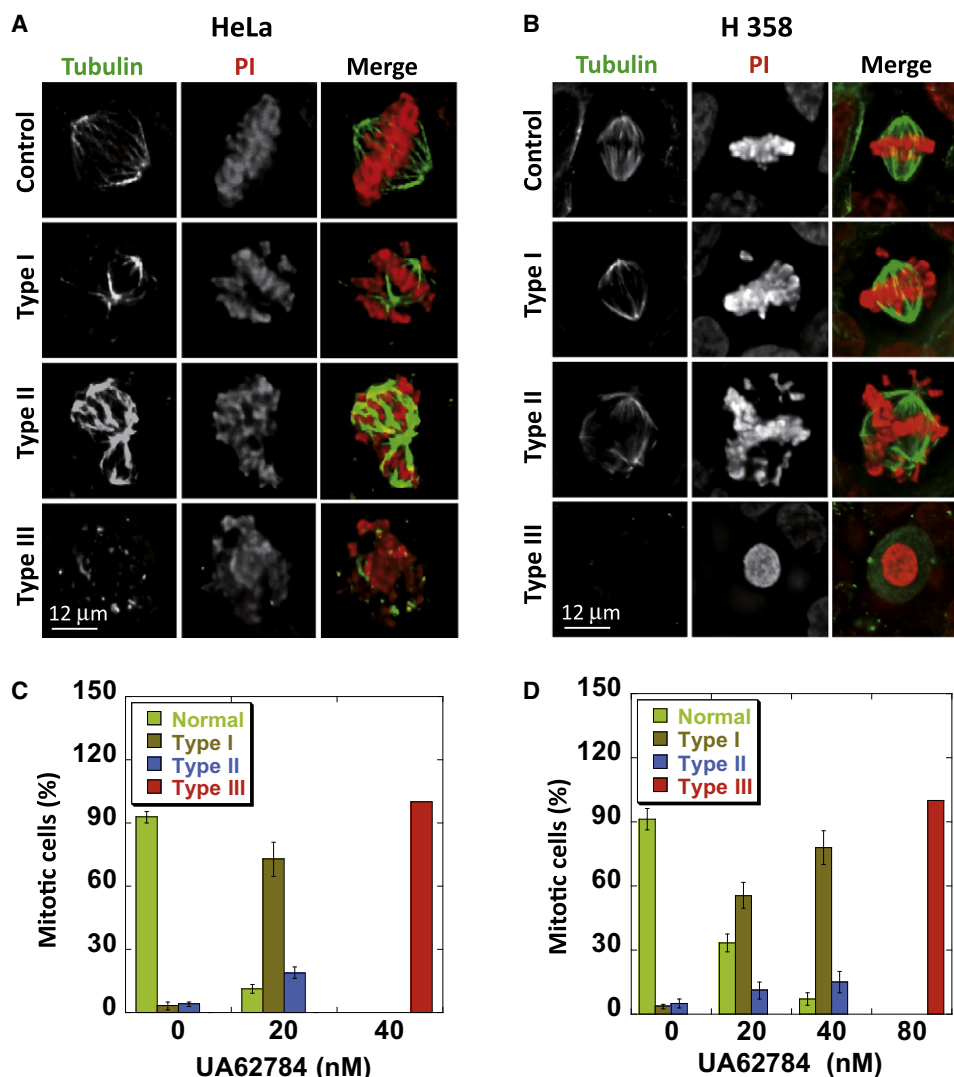 A
HeLa
Tubulin PI Merge
Control
Type I
Type II
Type III
12 µm
B
H 358
Tubulin PI Merge
Control
Type I
Type II
Type III
12 µm
C
150
120
90
60
30
0
Mitotic cells (%)
Normal
Type I
Type II
Type III
0 20 40
UA62784 (nM)
D
150
120
90
60
30
0
Mitotic cells (%)
Normal
Type I
Type II
Type III
0 20 40 80
UA62784 (nM)